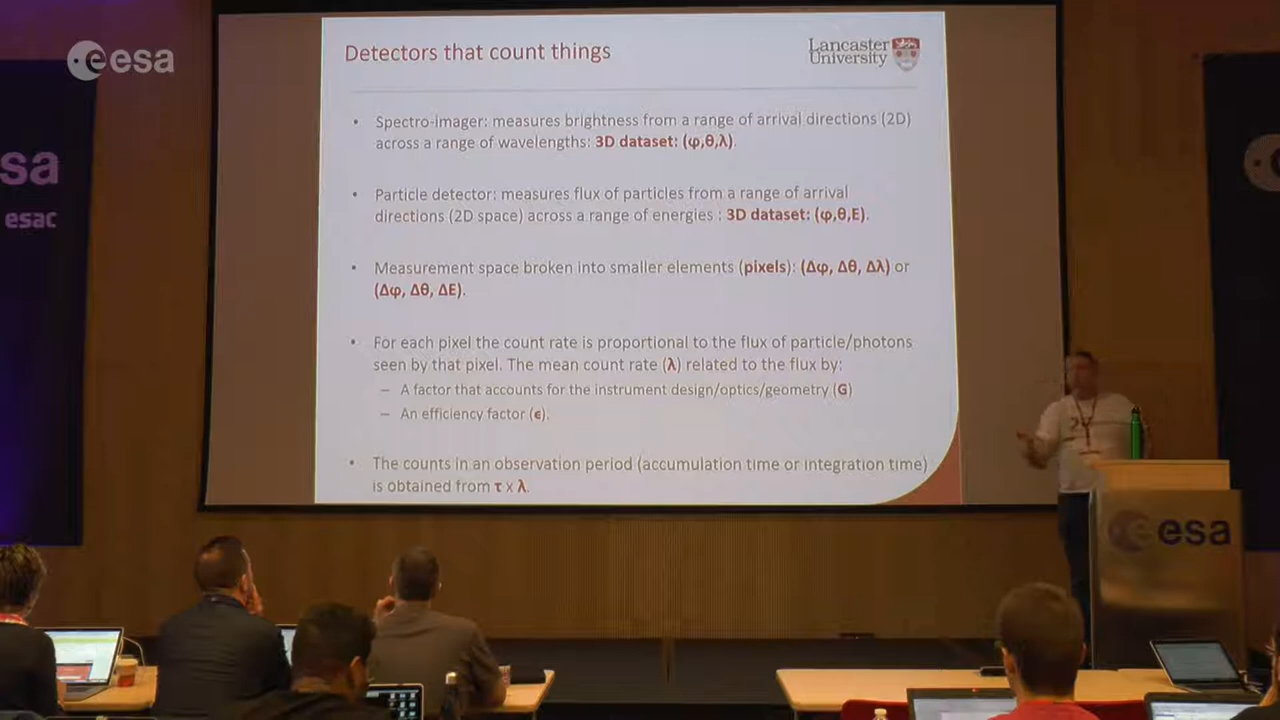 esa
sa
esac
Detectors that count things
Lancaster
University
• Spectro-imager: measures brightness from a range of arrival directions (2D)
across a range of wavelengths: 3D dataset: (φ,θ,λ).
• Particle detector: measures flux of particles from a range of arrival
directions (2D space) across a range of energies : 3D dataset: (φ,θ,E).
• Measurement space broken into smaller elements (pixels): (Δφ, Δθ, Δλ) or
(Δφ, Δθ, ΔE).
• For each pixel the count rate is proportional to the flux of particle/photons
seen by that pixel. The mean count rate (λ) related to the flux by:
– A factor that accounts for the instrument design/optics/geometry (G)
– An efficiency factor (ϵ).
• The counts in an observation period (accumulation time or integration time)
is obtained from τ x λ.
esa